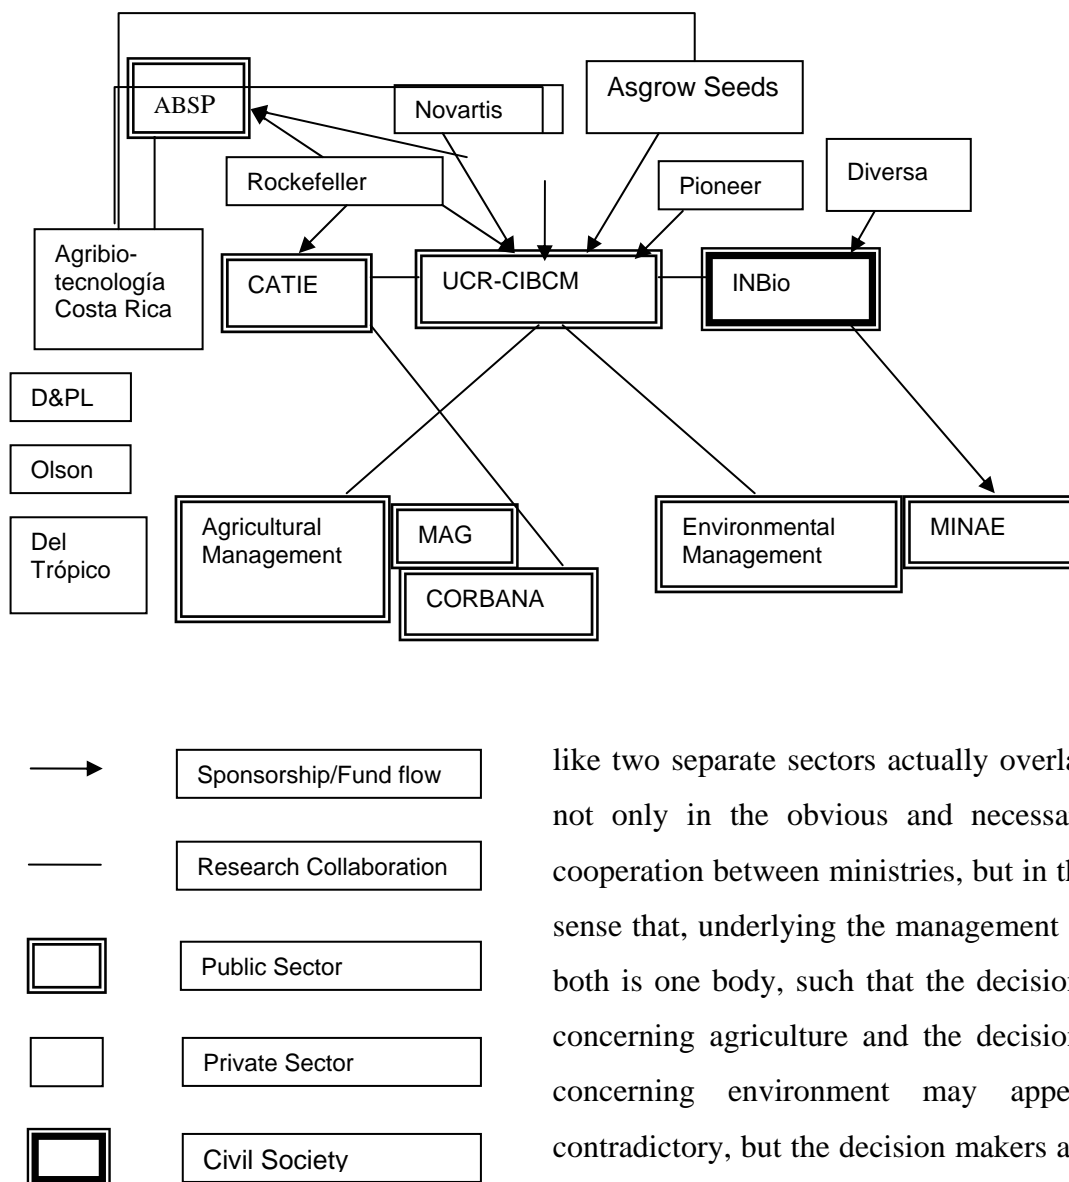 ABSP
Novartis
Asgrow Seeds
Rockefeller
Pioneer
Diversa
Agribio-
tecnología
Costa Rica
CATIE
UCR-CIBCM
INBio
D&PL
Olson
Del
Trópico
Agricultural
Management
MAG
CORBANA
Environmental
Management
MINAE
Sponsorship/Fund flow
Research Collaboration
Public Sector
Private Sector
Civil Society
like two separate sectors actually overla
not only in the obvious and necessa
cooperation between ministries, but in th
sense that, underlying the management
both is one body, such that the decision
concerning agriculture and the decision
concerning environment may appe
contradictory, but the decision makers a